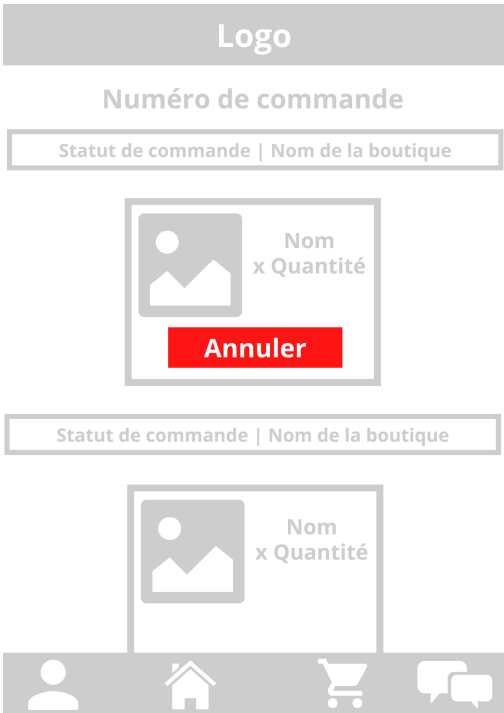 Logo
Numéro de commande
Statut de commande | Nom de la boutique
Nom
x Quantité
Annuler
Statut de commande | Nom de la boutique
Nom
x Quantité